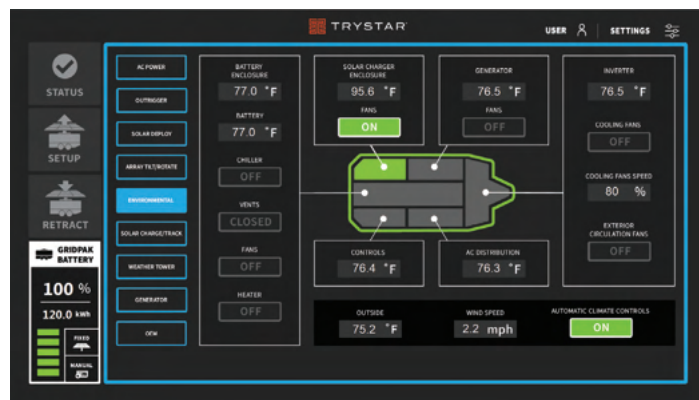 TRYSTAR
USER
SETTINGS
STATUS
SETUP
RETRACT
GRIDPAK
BATTERY
100 %
120.0 kWh
FIXED
MANUAL
AC POWER
OUTRIGGER
SOLAR DEPLOY
ARRAY TILT/ROTATE
ENVIRONMENTAL
SOLAR CHARGE/TRACK
WEATHER TOWER
GENERATOR
OEM
BATTERY
ENCLOSURE
77.0 °F
BATTERY
77.0 °F
CHILLER
OFF
VENTS
CLOSED
FANS
OFF
HEATER
OFF
SOLAR CHARGER
ENCLOSURE
95.6 °F
FANS
ON
GENERATOR
76.5 °F
FANS
OFF
INVERTER
76.5 °F
COOLING FANS
OFF
COOLING FANS SPEED
80 %
EXTERIOR
CIRCULATION FANS
OFF
CONTROLS
76.4 °F
AC DISTRIBUTION
76.3 °F
OUTSIDE
75.2 °F
WIND SPEED
2.2 mph
AUTOMATIC CLIMATE CONTROLS
ON